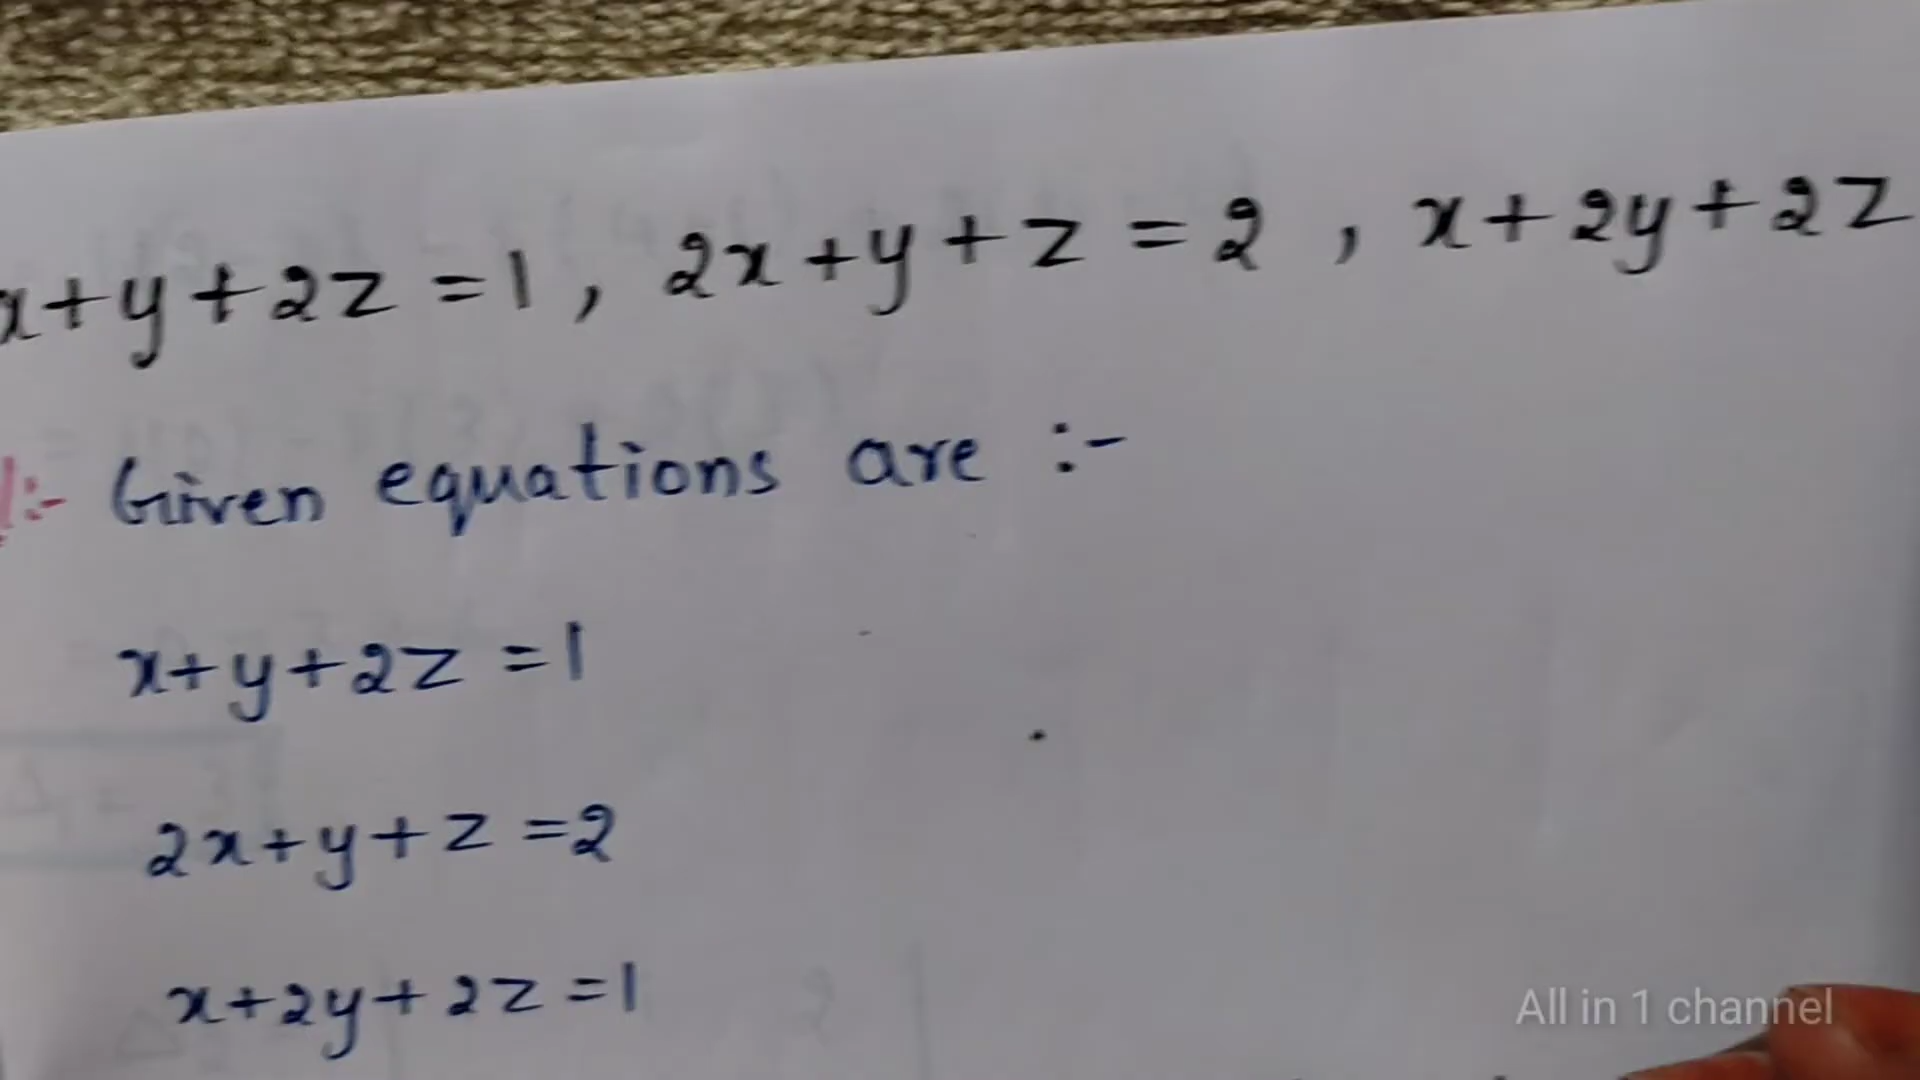 x+y+2z=1, 2x+y+z=2, x+2y+2z
:- Given equations are :-
x+y+2z=1
2x+y+z=2
x+2y+2z=1
All in 1 channel